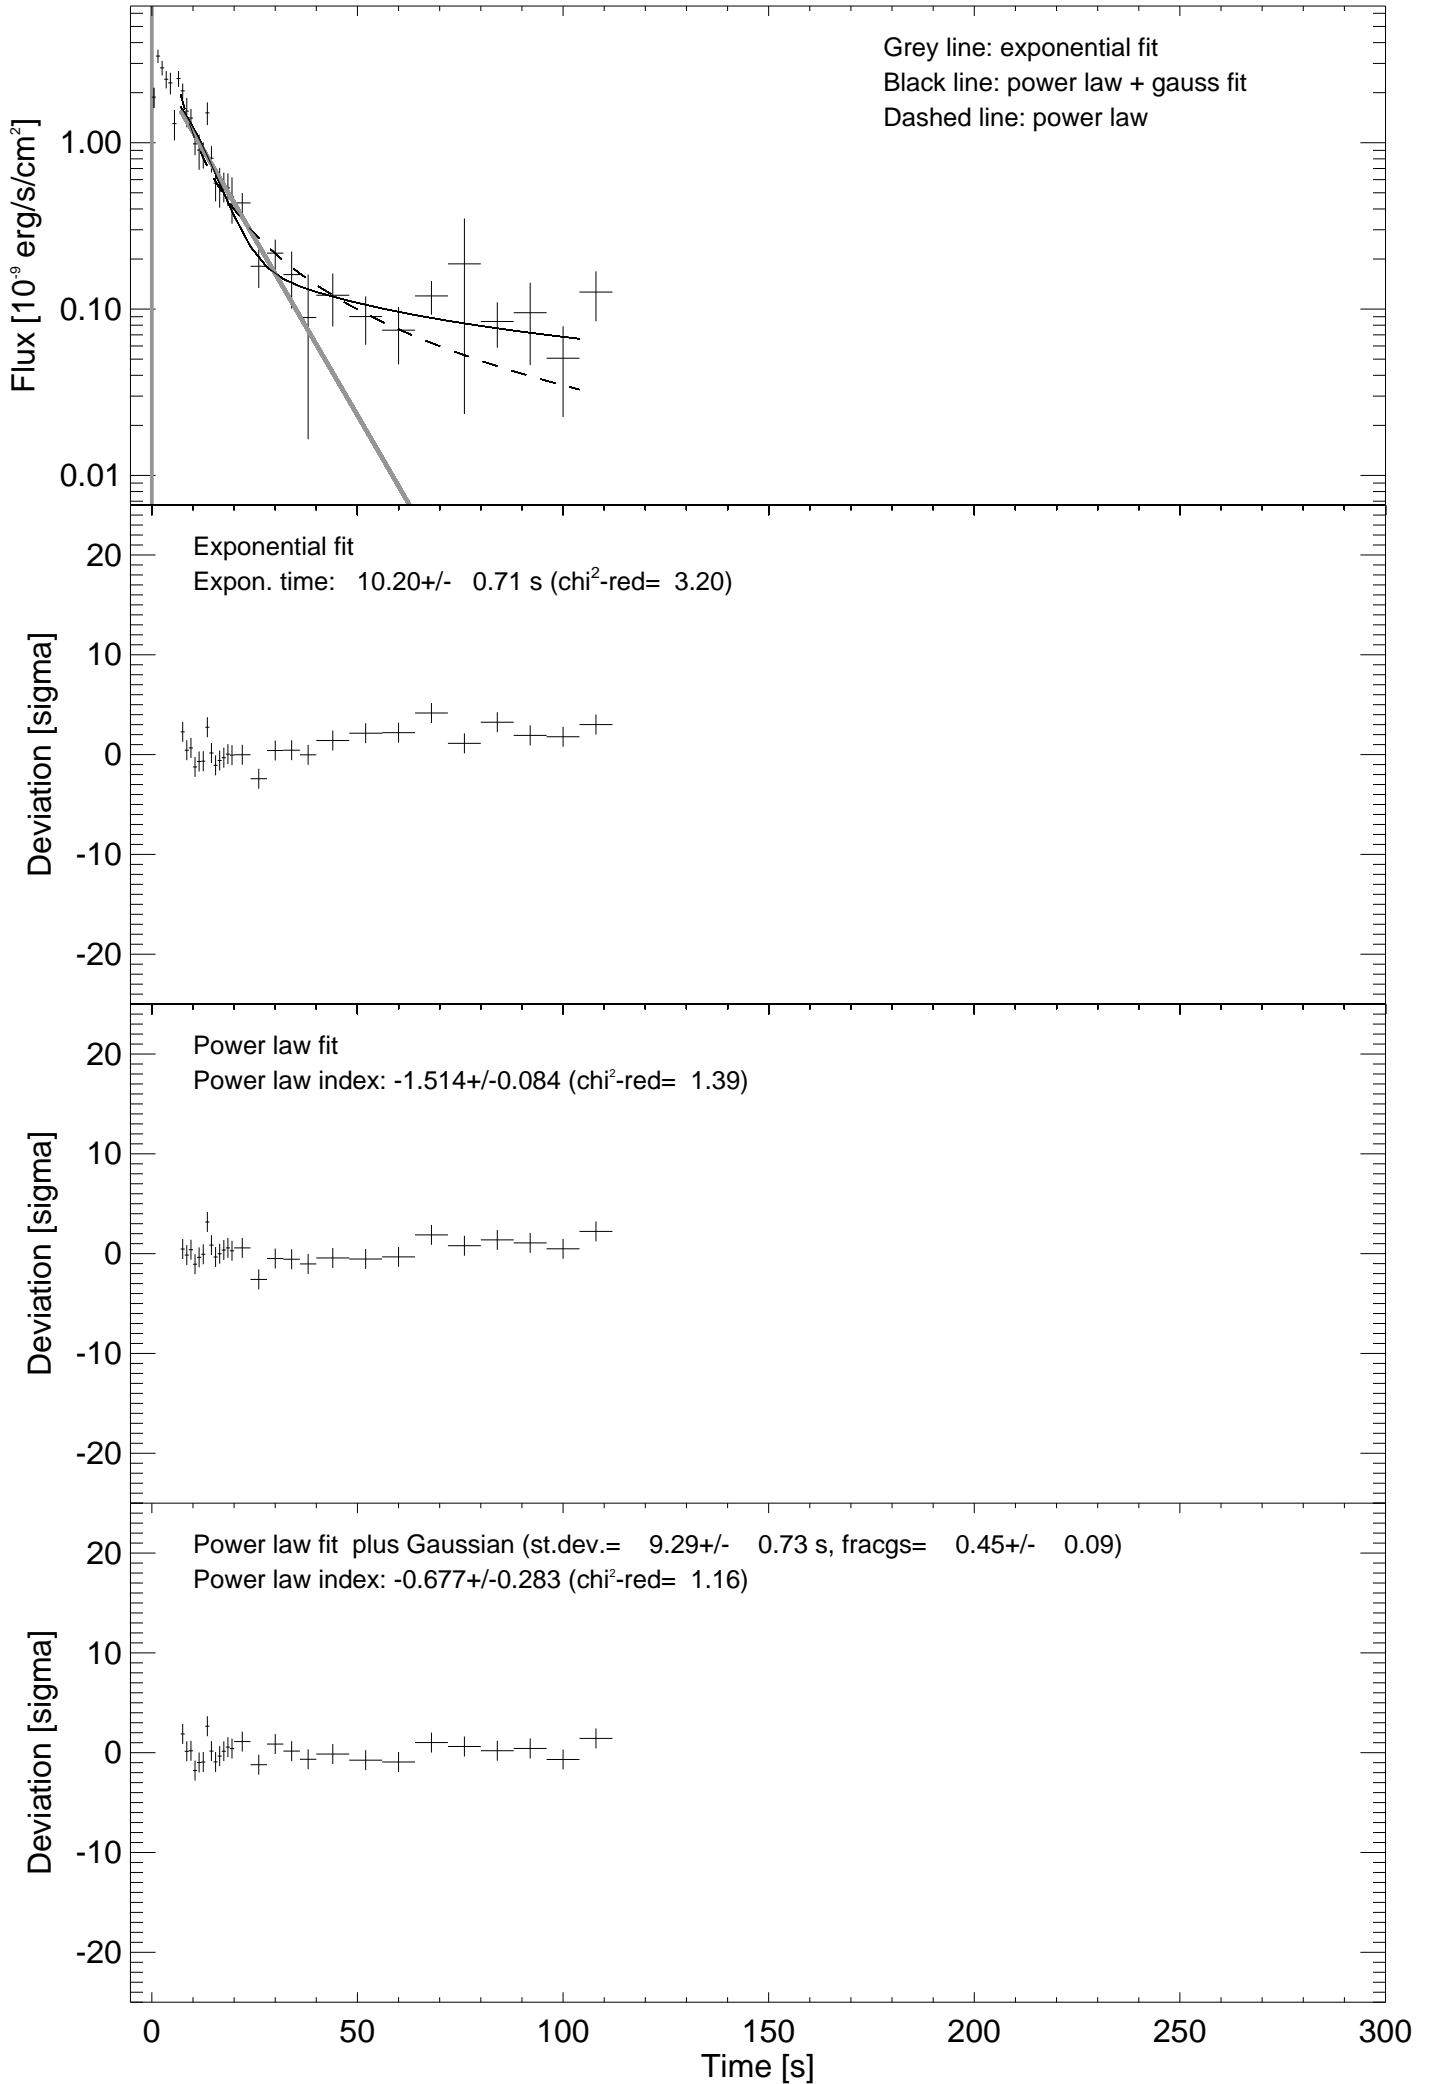 Grey line: exponential fit
Black line: power law + gauss fit
Dashed line: power law
Flux [10⁻⁹ erg/s/cm²]
1.00
0.10
0.01
Exponential fit
Expon. time: 10.20+/- 0.71 s (chi²-red= 3.20)
Deviation [sigma]
20
10
0
-10
-20
Power law fit
Power law index: -1.514+/-0.084 (chi²-red= 1.39)
Deviation [sigma]
20
10
0
-10
-20
Power law fit plus Gaussian (st.dev.= 9.29+/- 0.73 s, fracgs= 0.45+/- 0.09)
Power law index: -0.677+/-0.283 (chi²-red= 1.16)
Deviation [sigma]
20
10
0
-10
-20
0 50 100 150 200 250 300
Time [s]